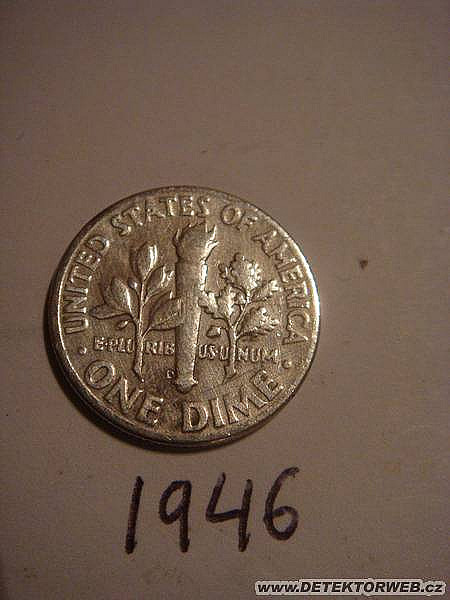 UNITED STATES OF AMERICA
E·PLURIBUS·UNUM
D
· ONE DIME ·
1946
www.DETEKTORWEB.cz